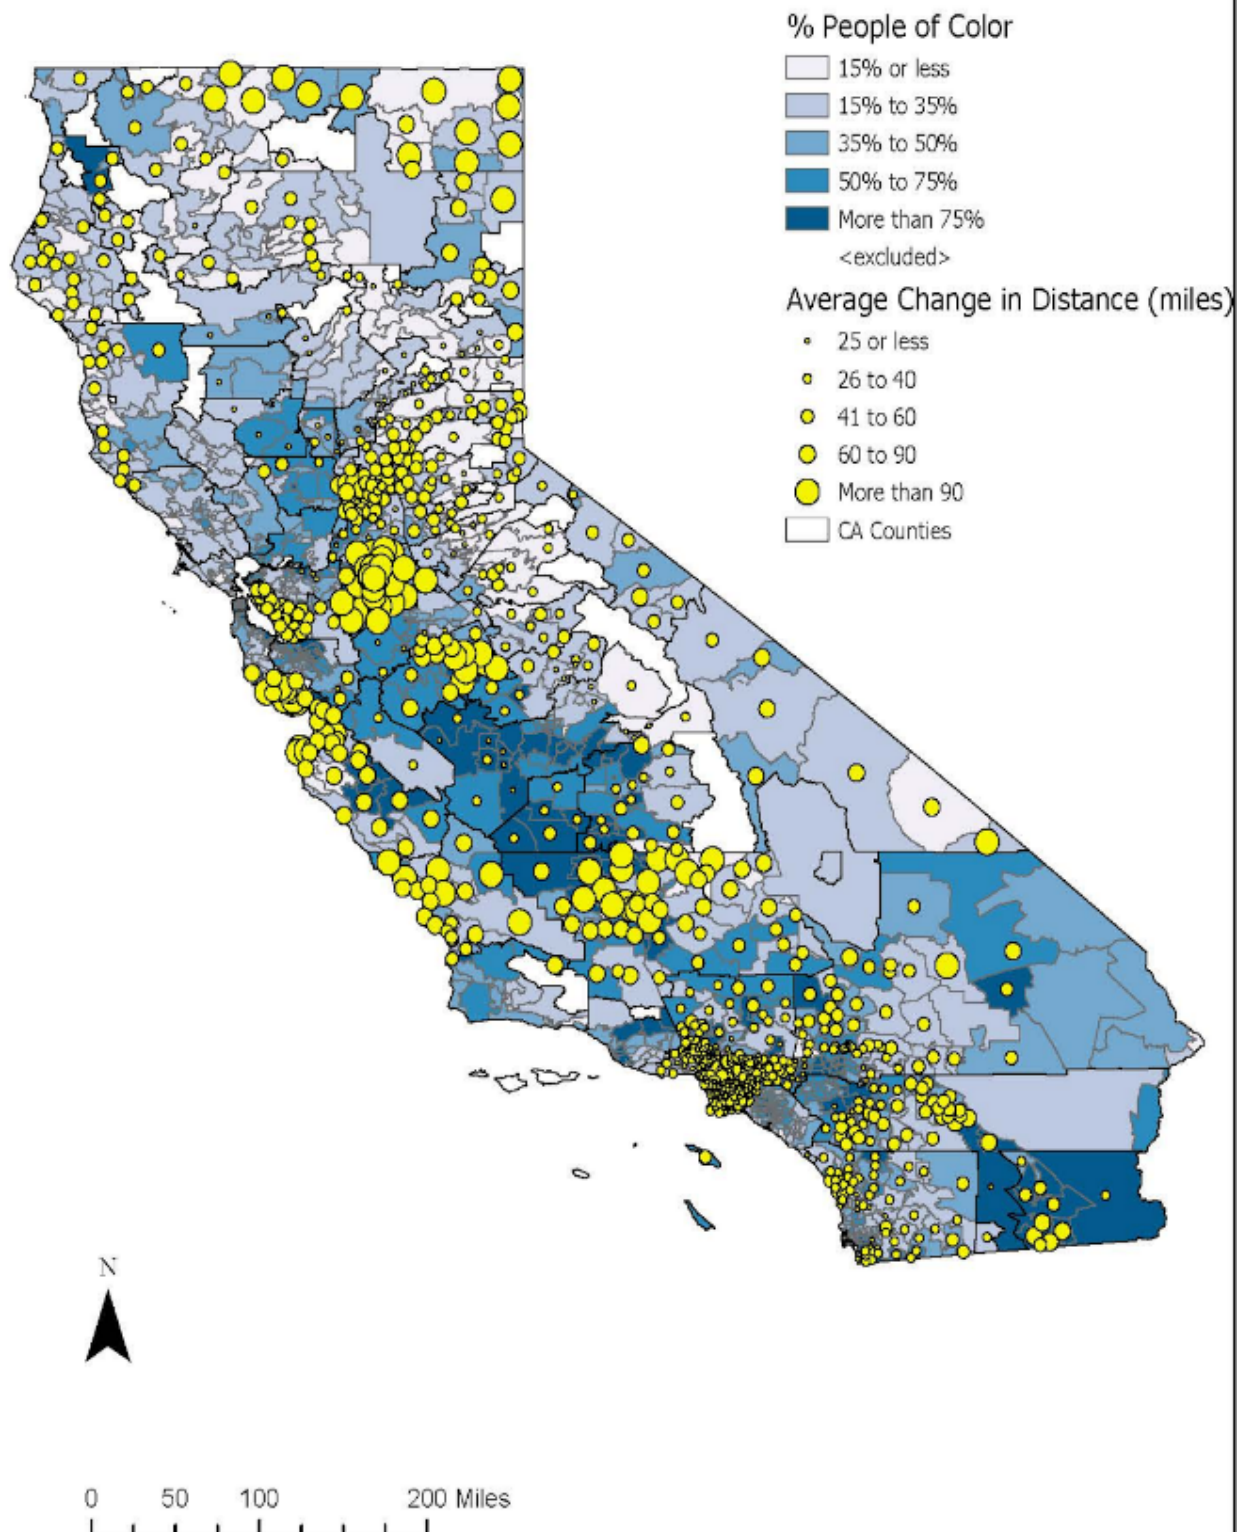 % People of Color
15% or less
15% to 35%
35% to 50%
50% to 75%
More than 75%
<excluded>
Average Change in Distance (miles)
25 or less
26 to 40
41 to 60
60 to 90
More than 90
CA Counties
N
0 50 100 200 Miles